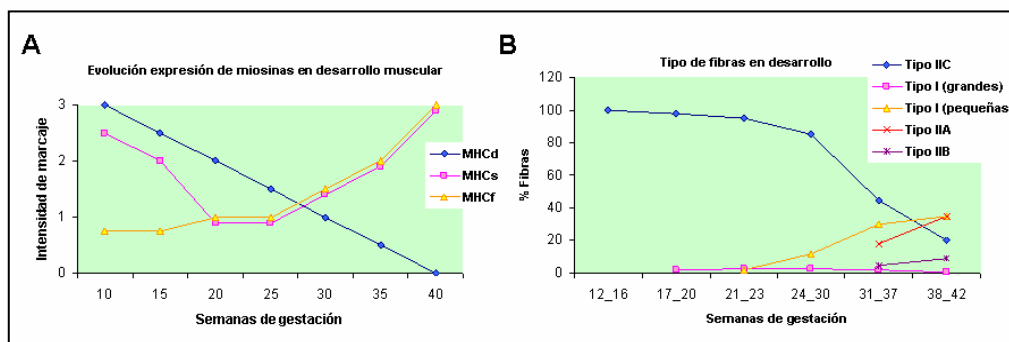 A
Evolución expresión de miosinas en desarrollo muscular
Intensidad de marcaje
3
2
1
0
10 15 20 25 30 35 40
Semanas de gestación
MHCd
MHCs
MHCf
B
Tipo de fibras en desarrollo
% Fibras
120
100
80
60
40
20
0
12_16 17_20 21_23 24_30 31_37 38_42
Semanas de gestación
Tipo IIC
Tipo I (grandes)
Tipo I (pequeñas
Tipo IIA
Tipo IIB